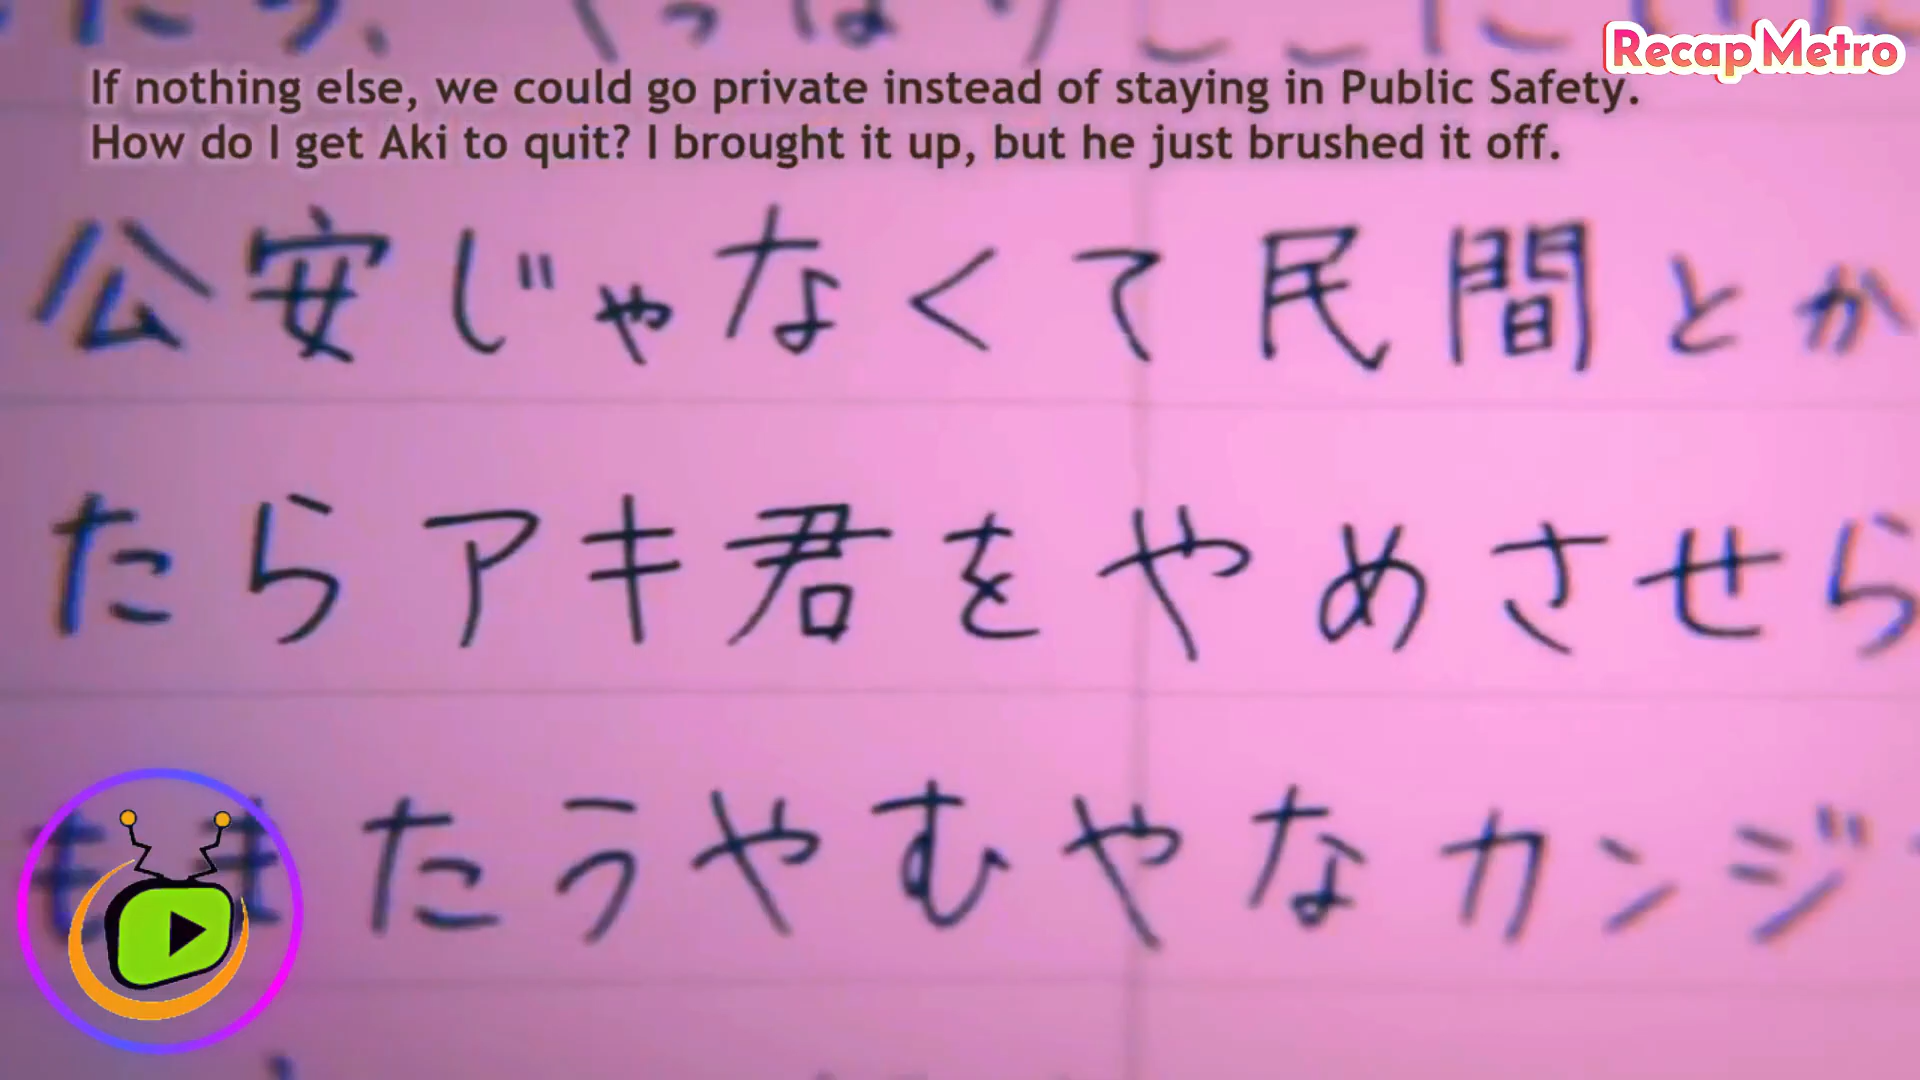 Recap Metro
If nothing else, we could go private instead of staying in Public Safety.
How do I get Aki to quit? I brought it up, but he just brushed it off.
公安じゃなくて民間とか
たらアキ君をやめさせら
たうやむやなカンジ